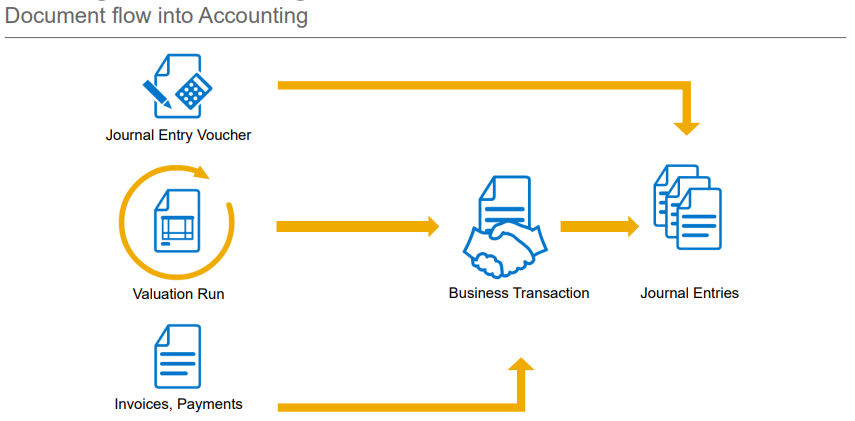 Document flow into Accounting
Journal Entry Voucher
Valuation Run
Business Transaction
Journal Entries
Invoices, Payments